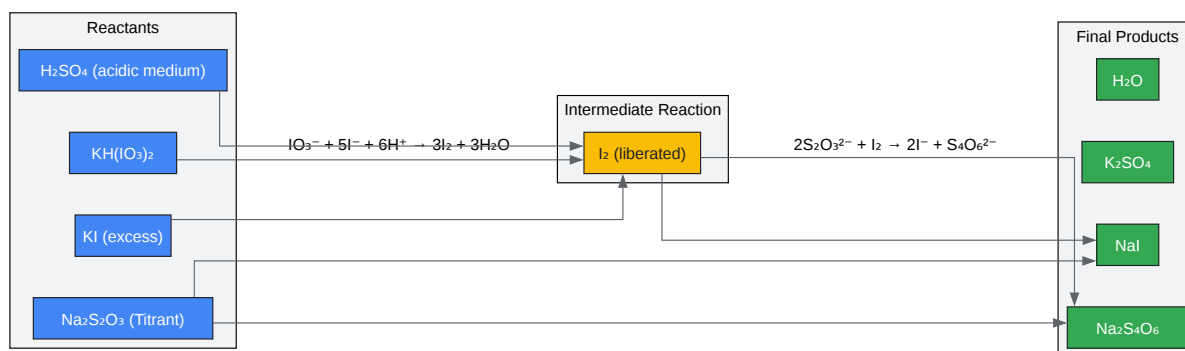 Reactants
H₂SO₄ (acidic medium)
KH(IO₃)₂
KI (excess)
Na₂S₂O₃ (Titrant)
IO₃⁻ + 5I⁻ + 6H⁺ → 3I₂ + 3H₂O
Intermediate Reaction
I₂ (liberated)
2S₂O₃²⁻ + I₂ → 2I⁻ + S₄O₆²⁻
Final Products
H₂O
K₂SO₄
NaI
Na₂S₄O₆